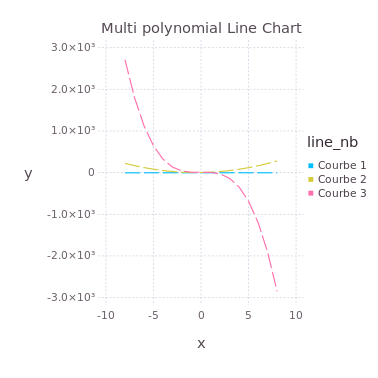 Multi polynomial Line Chart
3.0×10³
2.0×10³
1.0×10³
0
-1.0×10³
-2.0×10³
-3.0×10³
y
-10 -5 0 5 10
x
line_nb
Courbe 1
Courbe 2
Courbe 3